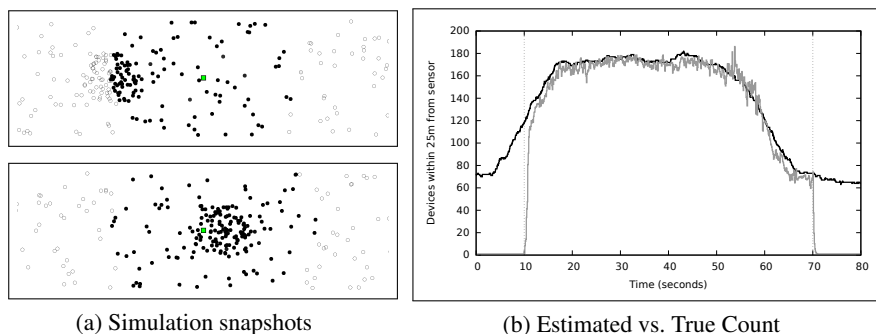 200
180
160
140
120
100
80
60
40
20
0
Devices within 25m from sensor
0 10 20 30 40 50 60 70 80
Time (seconds)
(a) Simulation snapshots
(b) Estimated vs. True Count